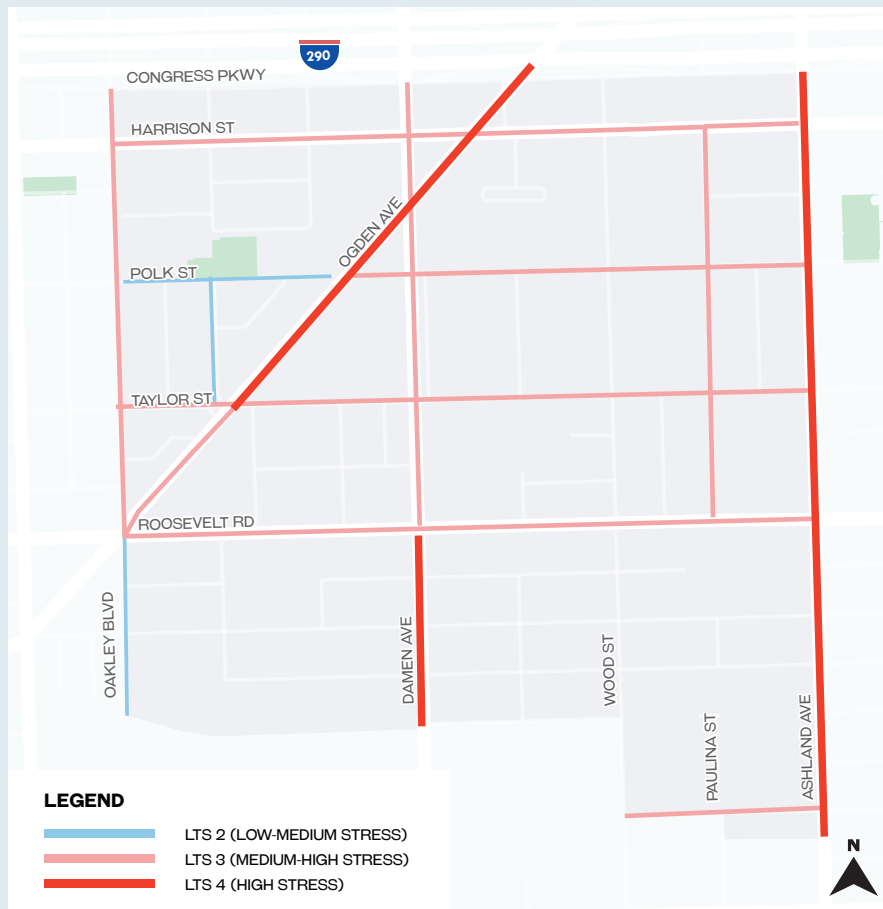 290
CONGRESS PKWY
HARRISON ST
OGDEN AVE
POLK ST
TAYLOR ST
ROOSEVELT RD
OAKLEY BLVD
DAMEN AVE
WOOD ST
PAULINA ST
ASHLAND AVE
LEGEND
LTS 2 (LOW-MEDIUM STRESS)
LTS 3 (MEDIUM-HIGH STRESS)
LTS 4 (HIGH STRESS)
N